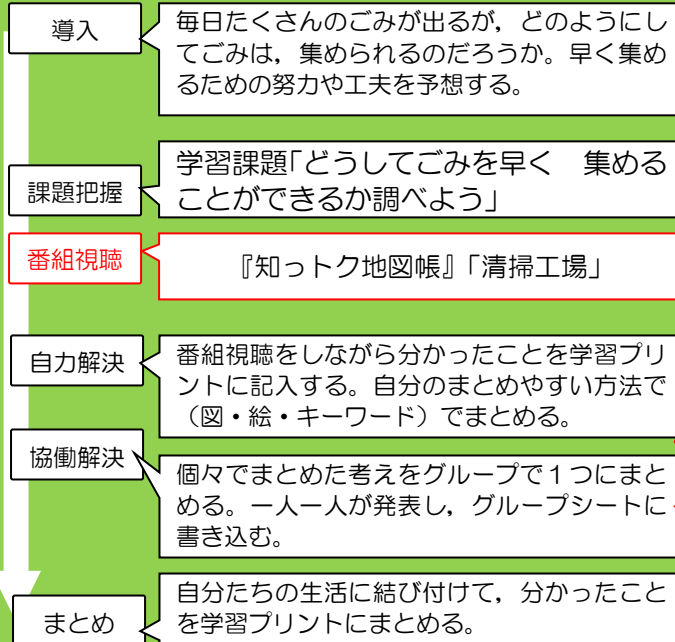 導入
毎日たくさんのごみが出るが，どのようにし
てごみは，集められるのだろうか。早く集め
るための努力や工夫を予想する。
課題把握
学習課題「どうしてごみを早く　集める
ことができるか調べよう」
番組視聴
『知っトク地図帳』「清掃工場」
自力解決
番組視聴をしながら分かったことを学習プリ
ントに記入する。自分のまとめやすい方法で
（図・絵・キーワード）でまとめる。
協働解決
個々でまとめた考えをグループで１つにまと
める。一人一人が発表し，グループシートに
書き込む。
まとめ
自分たちの生活に結び付けて，分かったこと
を学習プリントにまとめる。